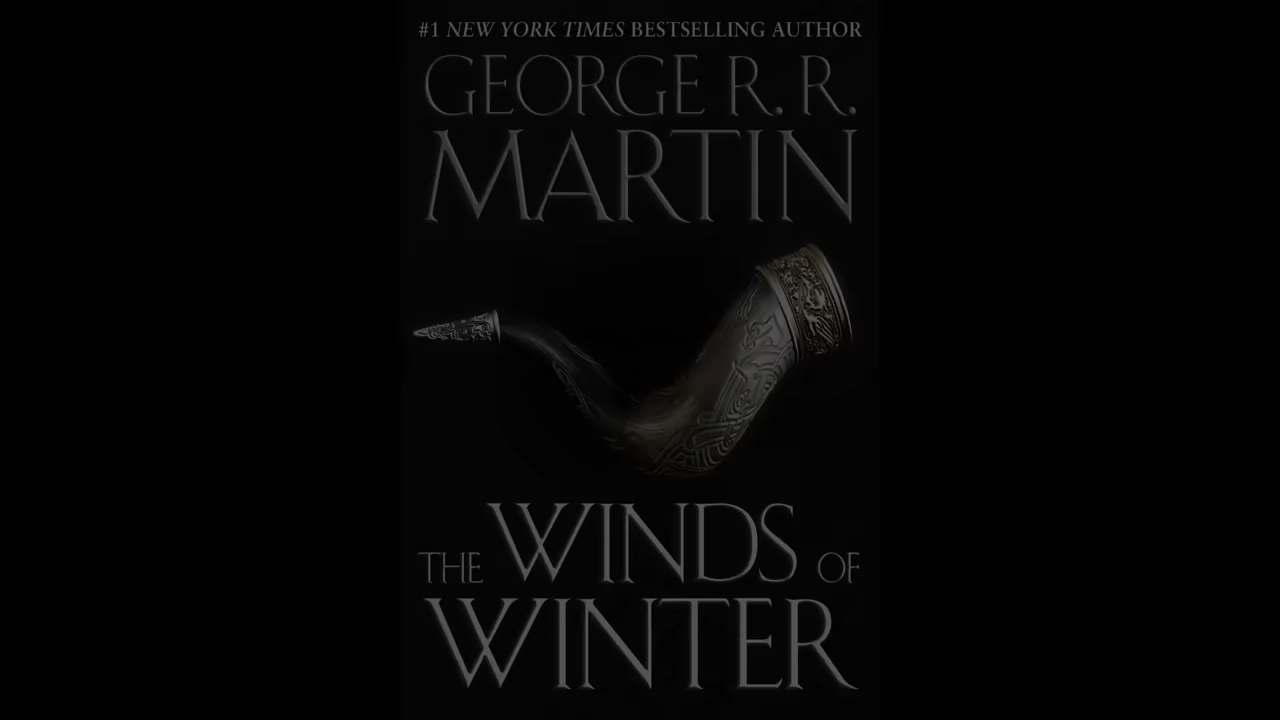 #1 NEW YORK TIMES BESTSELLING AUTHOR
GEORGE R. R.
MARTIN
THE WINDS OF
WINTER